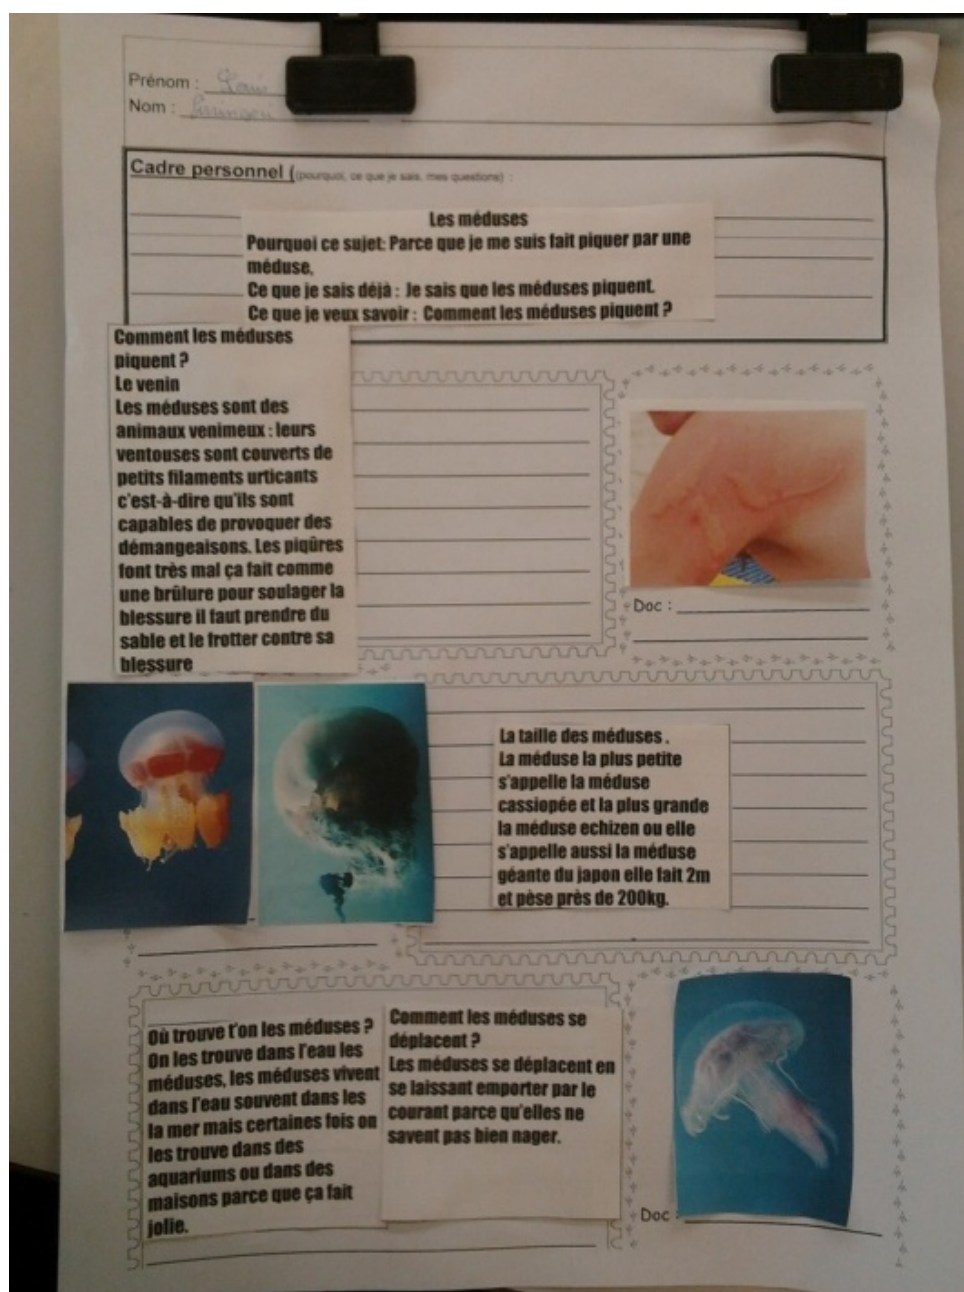 Prénom : Louis
Nom :
Cadre personnel ((pourquoi, ce que je sais, mes questions) :
Les méduses
Pourquoi ce sujet: Parce que je me suis fait piquer par une
méduse,
Ce que je sais déjà : Je sais que les méduses piquent.
Ce que je veux savoir : Comment les méduses piquent ?
Comment les méduses
piquent ?
Le venin
Les méduses sont des
animaux venimeux : leurs
ventouses sont couverts de
petits filaments urticants
c'est-à-dire qu'ils sont
capables de provoquer des
démangeaisons. Les piqûres
font très mal ça fait comme
une brûlure pour soulager la
blessure il faut prendre du
sable et le frotter contre sa
blessure
Doc :
La taille des méduses .
La méduse la plus petite
s'appelle la méduse
cassiopée et la plus grande
la méduse echizen ou elle
s'appelle aussi la méduse
géante du japon elle fait 2m
et pèse près de 200kg.
Où trouve t'on les méduses ?
On les trouve dans l'eau les
méduses, les méduses vivent
dans l'eau souvent dans les
la mer mais certaines fois on
les trouve dans des
aquariums ou dans des
maisons parce que ça fait
jolie.
Comment les méduses se
déplacent ?
Les méduses se déplacent en
se laissant emporter par le
courant parce qu'elles ne
savent pas bien nager.
Doc :